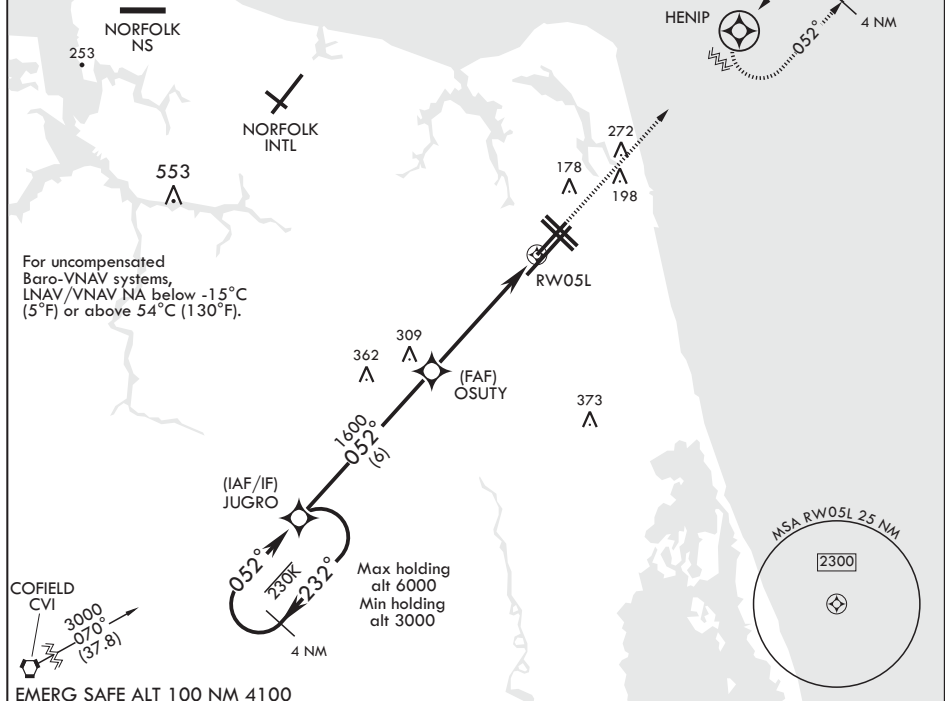 NORFOLK
NS
253
HENIP
052°
4 NM
NORFOLK
INTL
553
272
178
198
RW05L
For uncompensated
Baro-VNAV systems,
LNAV/VNAV NA below -15°C
(5°F) or above 54°C (130°F).
309
362
(FAF)
OSUTY
373
1600
052°
(6)
(IAF/IF)
JUGRO
052°
230K
232°
4 NM
Max holding
alt 6000
Min holding
alt 3000
MSA RW05L 25 NM
2300
COFIELD
CVI
3000
070°
(37.8)
EMERG SAFE ALT 100 NM 4100